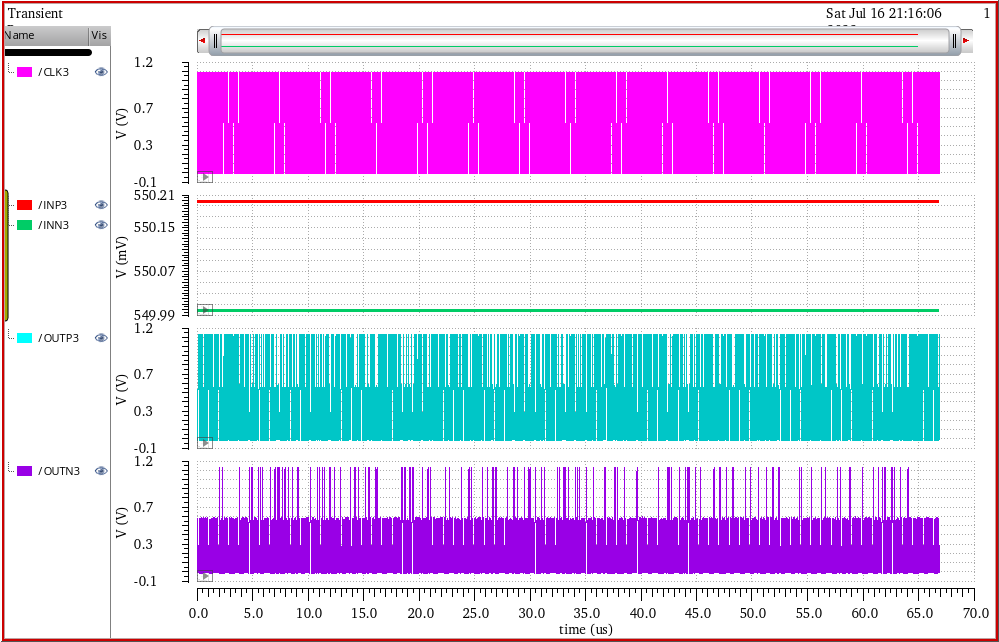 Transient
Sat Jul 16 21:16:06
1
Name
Vis
/CLK3
/INP3
/INN3
/OUTP3
/OUTN3
1.2
0.7
0.3
-0.1
V (V)
550.21
550.15
550.07
549.99
V (mV)
1.2
0.7
0.3
-0.1
V (V)
1.2
0.7
0.3
-0.1
V (V)
0.0 5.0 10.0 15.0 20.0 25.0 30.0 35.0 40.0 45.0 50.0 55.0 60.0 65.0 70.0
time (us)